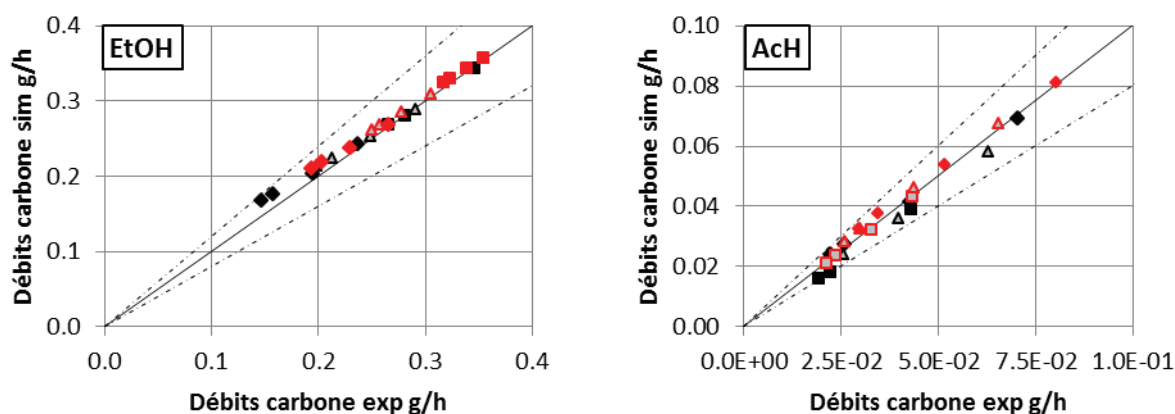 EtOH
Débits carbone sim g/h
0.4
0.3
0.2
0.1
0.0
0.0 0.1 0.2 0.3 0.4
Débits carbone exp g/h
AcH
Débits carbone sim g/h
0.10
0.08
0.06
0.04
0.02
0.00
0.0E+00 2.5E-02 5.0E-02 7.5E-02 1.0E-01
Débits carbone exp g/h